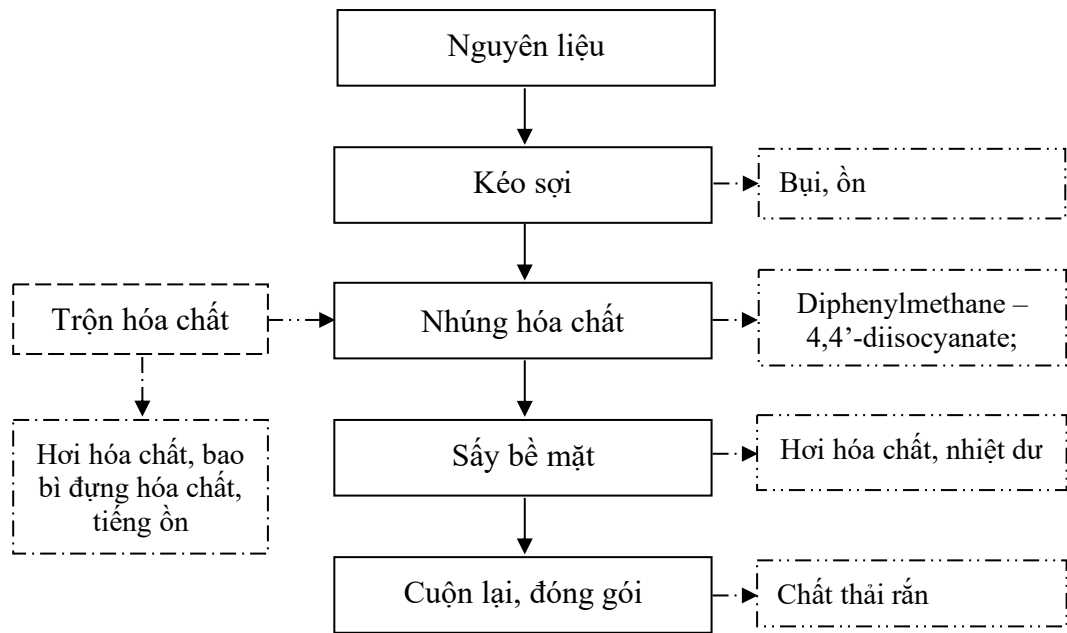 Nguyên liệu
Kéo sợi
Bụi, ồn
Trộn hóa chất
Nhúng hóa chất
Diphenylmethane –
4,4’-diisocyanate;
Hơi hóa chất, bao
bì đựng hóa chất,
tiếng ồn
Sấy bề mặt
Hơi hóa chất, nhiệt dư
Cuộn lại, đóng gói
Chất thải rắn